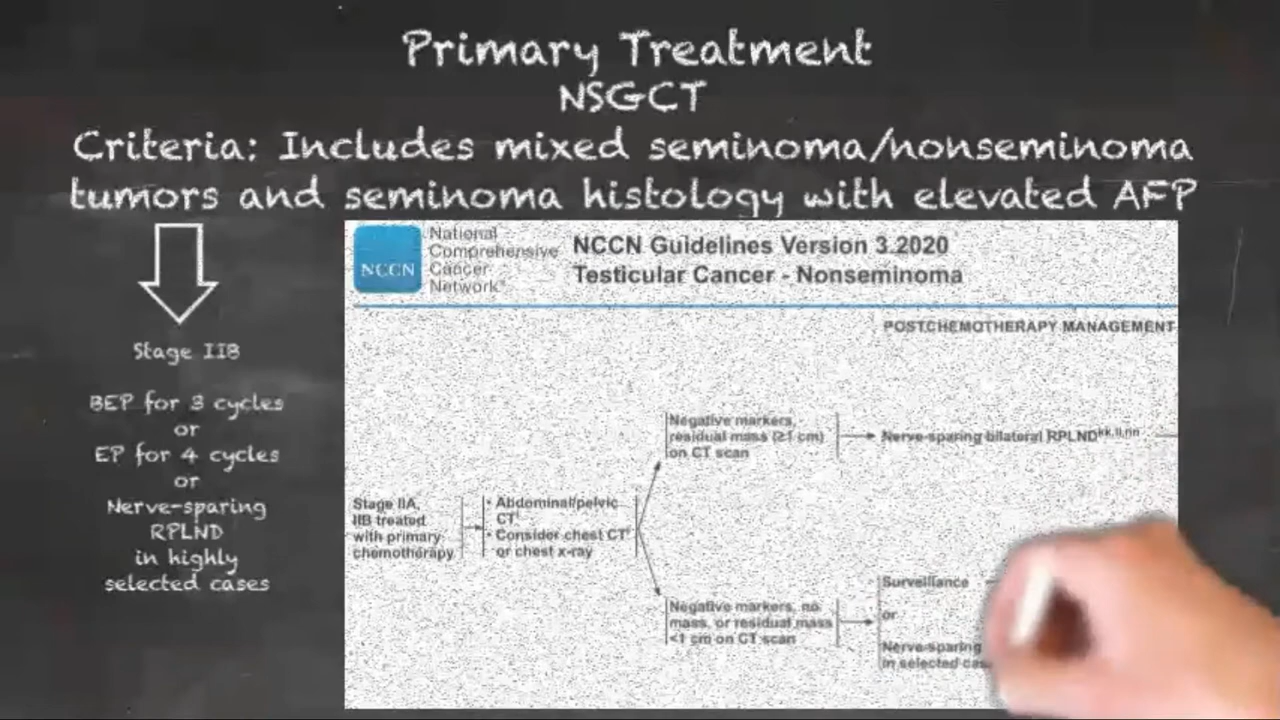 Primary Treatment
NSGCT
Criteria: Includes mixed seminoma/nonseminoma
tumors and seminoma histology with elevated AFP
Stage IIB
BEP for 3 cycles
or
EP for 4 cycles
or
Nerve-sparing
RPLND
in highly
selected cases
NCCN
National
Comprehensive
Cancer
Network®
NCCN Guidelines Version 3.2020
Testicular Cancer - Nonseminoma
POSTCHEMOTHERAPY MANAGEMENT
Stage IIA,
IIB treated
with primary
chemotherapy
• Abdominal/pelvic
CT
• Consider chest CT
or chest x-ray
Negative markers,
residual mass (≥1 cm)
on CT scan
Nerve-sparing bilateral RPLND
Negative markers, no
mass, or residual mass
<1 cm on CT scan
Surveillance
or
Nerve-sparing
in selected